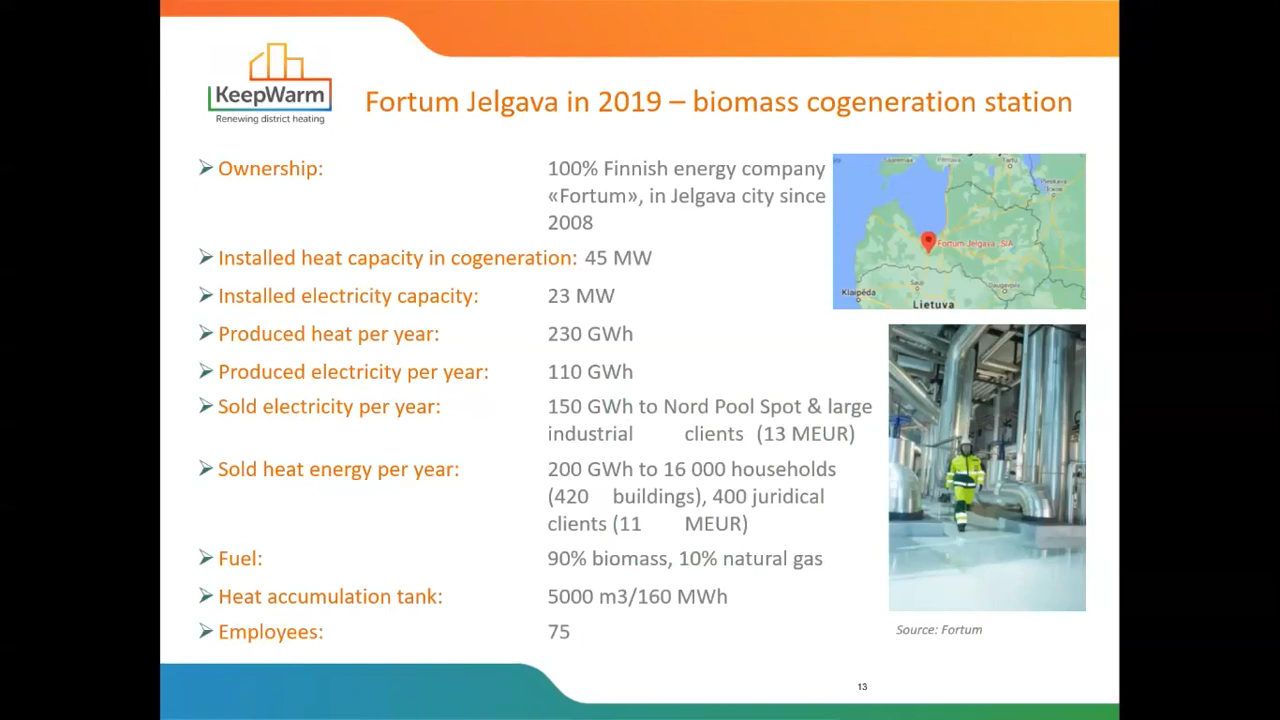 KeepWarm
Renewing district heating
Fortum Jelgava in 2019 – biomass cogeneration station
Ownership: 100% Finnish energy company
«Fortum», in Jelgava city since
2008
Installed heat capacity in cogeneration: 45 MW
Installed electricity capacity: 23 MW
Produced heat per year: 230 GWh
Produced electricity per year: 110 GWh
Sold electricity per year: 150 GWh to Nord Pool Spot & large
industrial clients (13 MEUR)
Sold heat energy per year: 200 GWh to 16 000 households
(420 buildings), 400 juridical
clients (11 MEUR)
Fuel: 90% biomass, 10% natural gas
Heat accumulation tank: 5000 m3/160 MWh
Employees: 75
Saaremaa
Tartu
Fortum Jelgava, SIA
Klaipėda
Lietuva
Source: Fortum
13